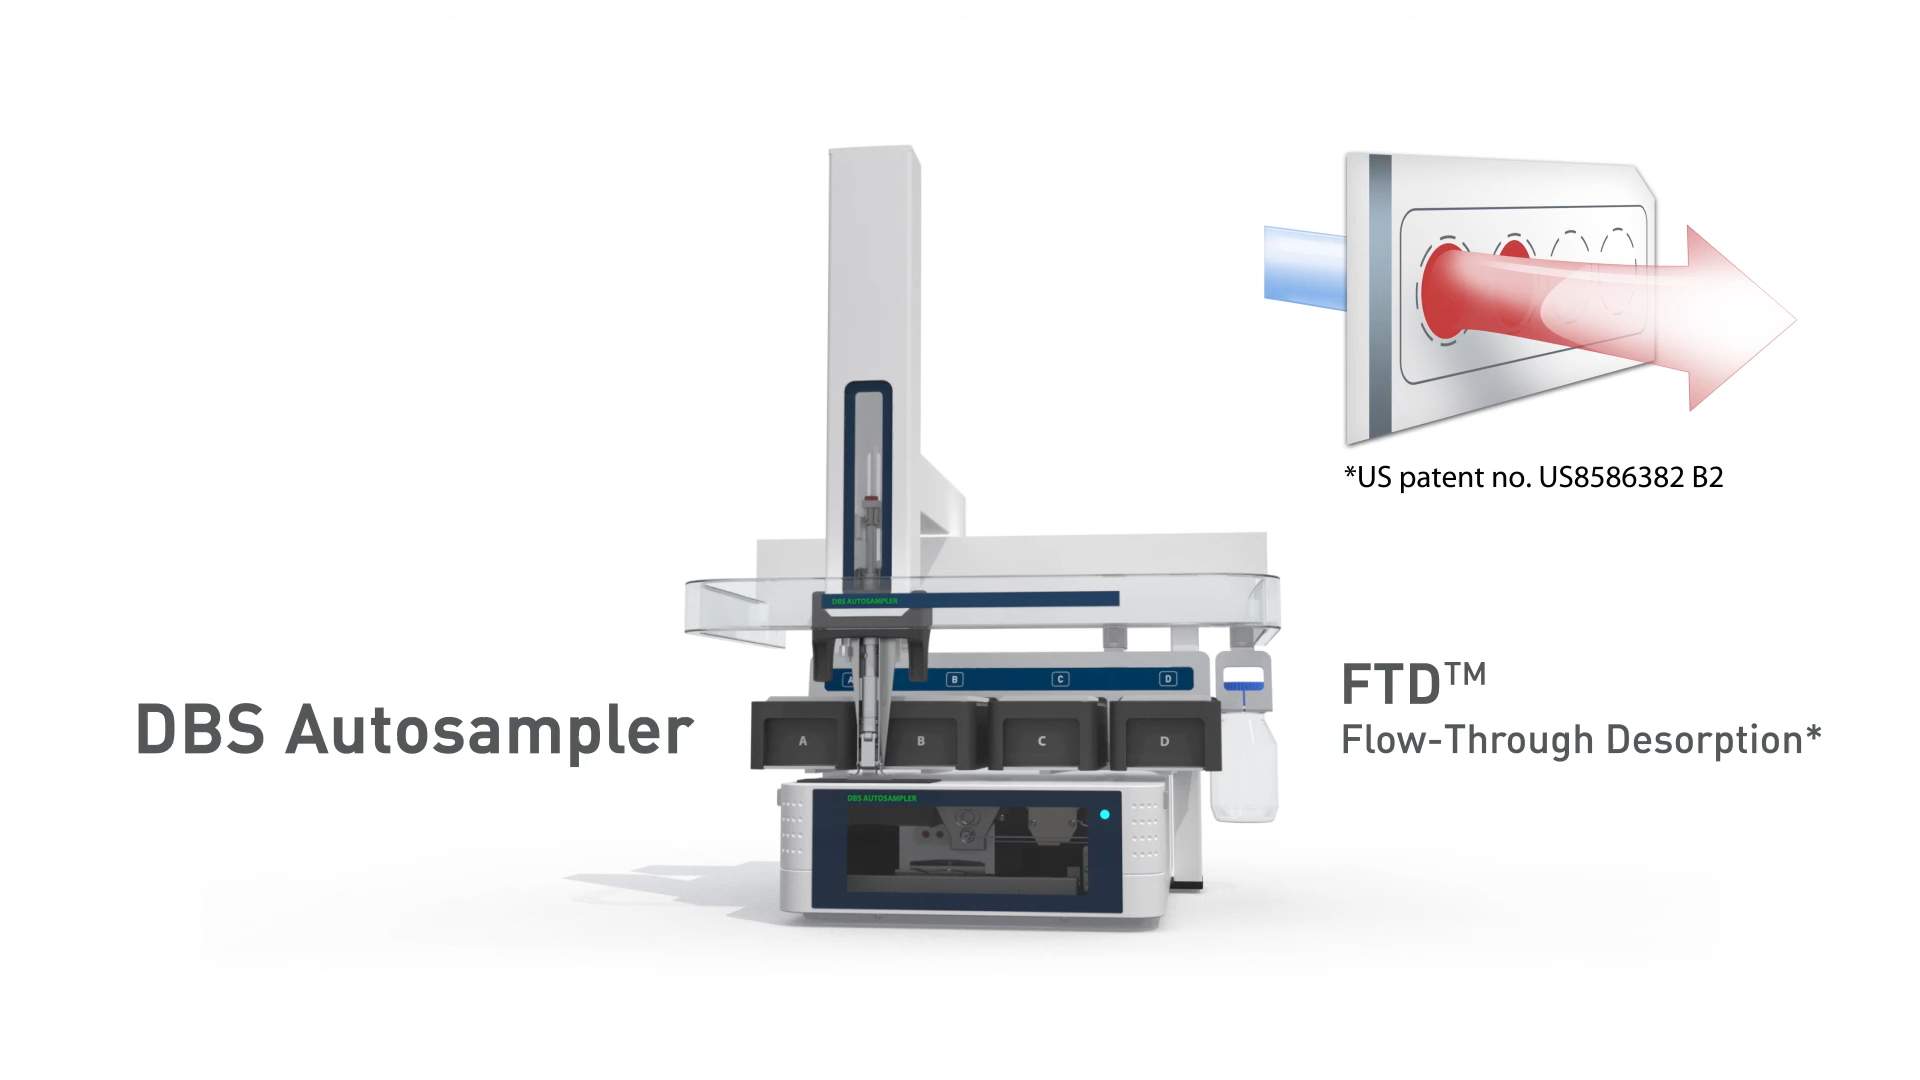 *US patent no. US8586382 B2
DBS AUTOSAMPLER
A
B
C
D
FTD™
Flow-Through Desorption*
DBS Autosampler
A
B
C
D
DBS AUTOSAMPLER